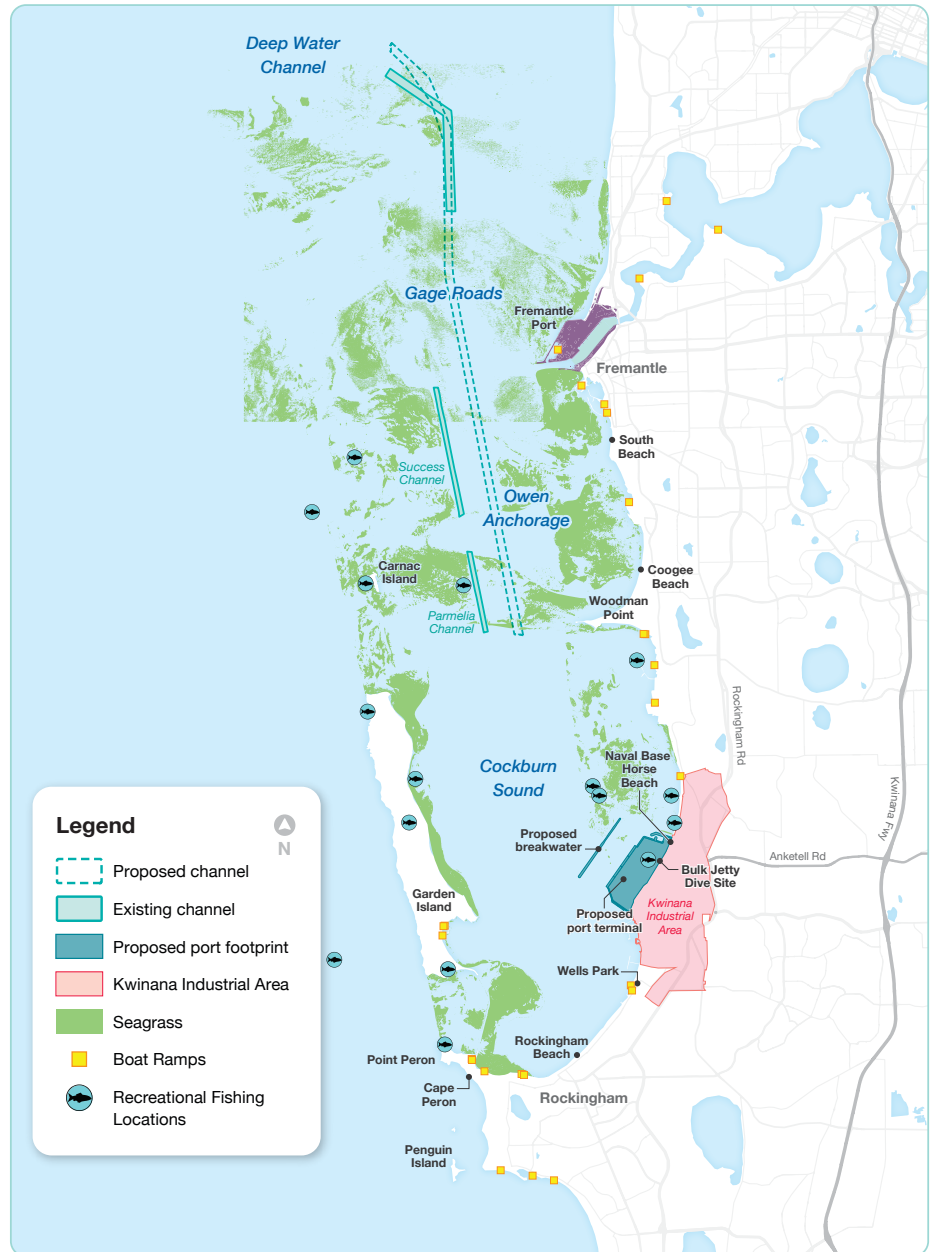 Deep Water
Channel
Gage Roads
Fremantle
Port
Fremantle
South
Beach
Success
Channel
Owen
Anchorage
Carnac
Island
Coogee
Beach
Woodman
Point
Parmelia
Channel
Rockingham Rd
Kwinana Fwy
Cockburn
Sound
Naval Base
Horse
Beach
Proposed
breakwater
Anketell Rd
Bulk Jetty
Dive Site
Garden
Island
Kwinana
Industrial
Area
Proposed
port terminal
Wells Park
Rockingham
Beach
Point Peron
Cape
Peron
Rockingham
Penguin
Island
Legend
N
Proposed channel
Existing channel
Proposed port footprint
Kwinana Industrial Area
Seagrass
Boat Ramps
Recreational Fishing
Locations